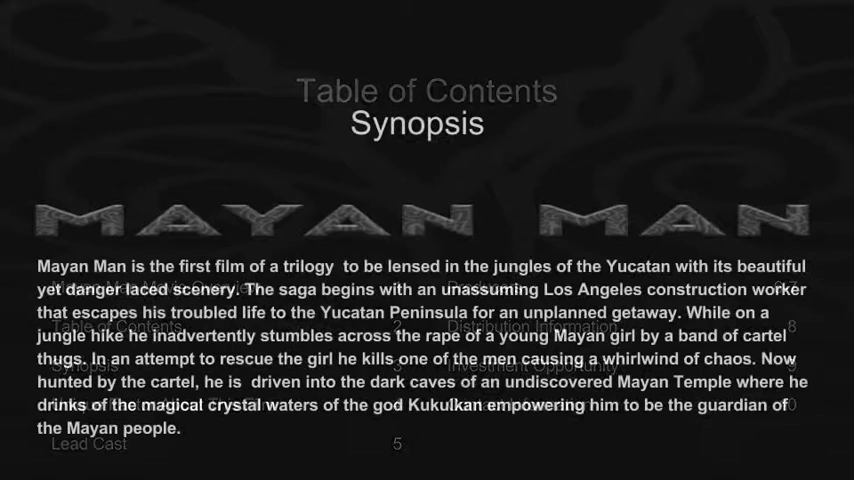 Table of Contents
Synopsis
MAYAN MAN
Mayan Man is the first film of a trilogy to be lensed in the jungles of the Yucatan with its beautiful
yet danger laced scenery. The saga begins with an unassuming Los Angeles construction worker
that escapes his troubled life to the Yucatan Peninsula for an unplanned getaway. While on a
jungle hike he inadvertently stumbles across the rape of a young Mayan girl by a band of cartel
thugs. In an attempt to rescue the girl he kills one of the men causing a whirlwind of chaos. Now
hunted by the cartel, he is driven into the dark caves of an undiscovered Mayan Temple where he
drinks of the magical crystal waters of the god Kukulkan empowering him to be the guardian of
the Mayan people.
Table of Contents 2
Synopsis 3
Lead Cast 5
Distribution Information 8
Investment Opportunity 9